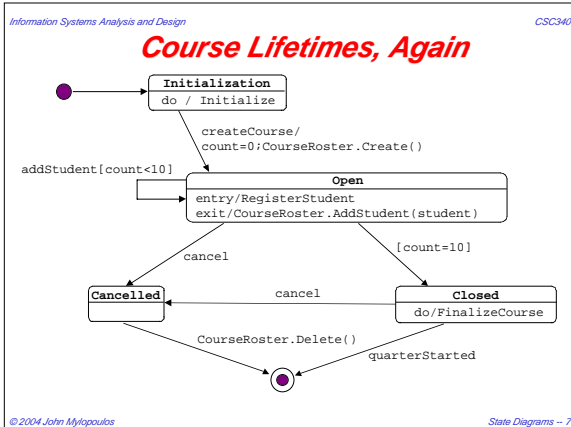 Information Systems Analysis and Design
CSC340
Course Lifetimes, Again
Initialization
do / Initialize
createCourse/
count=0;CourseRoster.Create()
addStudent[count<10]
Open
entry/RegisterStudent
exit/CourseRoster.AddStudent(student)
[count=10]
cancel
Cancelled
cancel
Closed
do/FinalizeCourse
CourseRoster.Delete()
quarterStarted
© 2004 John Mylopoulos
State Diagrams -- 7